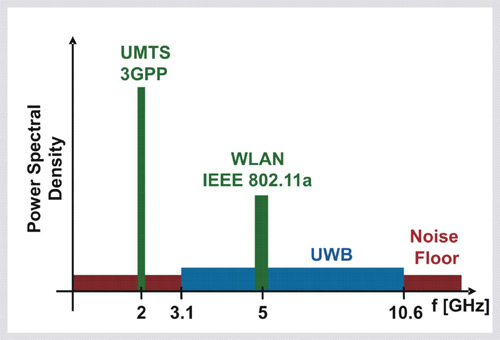 UMTS
3GPP
Power Spectral
Density
WLAN
IEEE 802.11a
UWB
Noise
Floor
2
3.1
5
10.6
f [GHz]